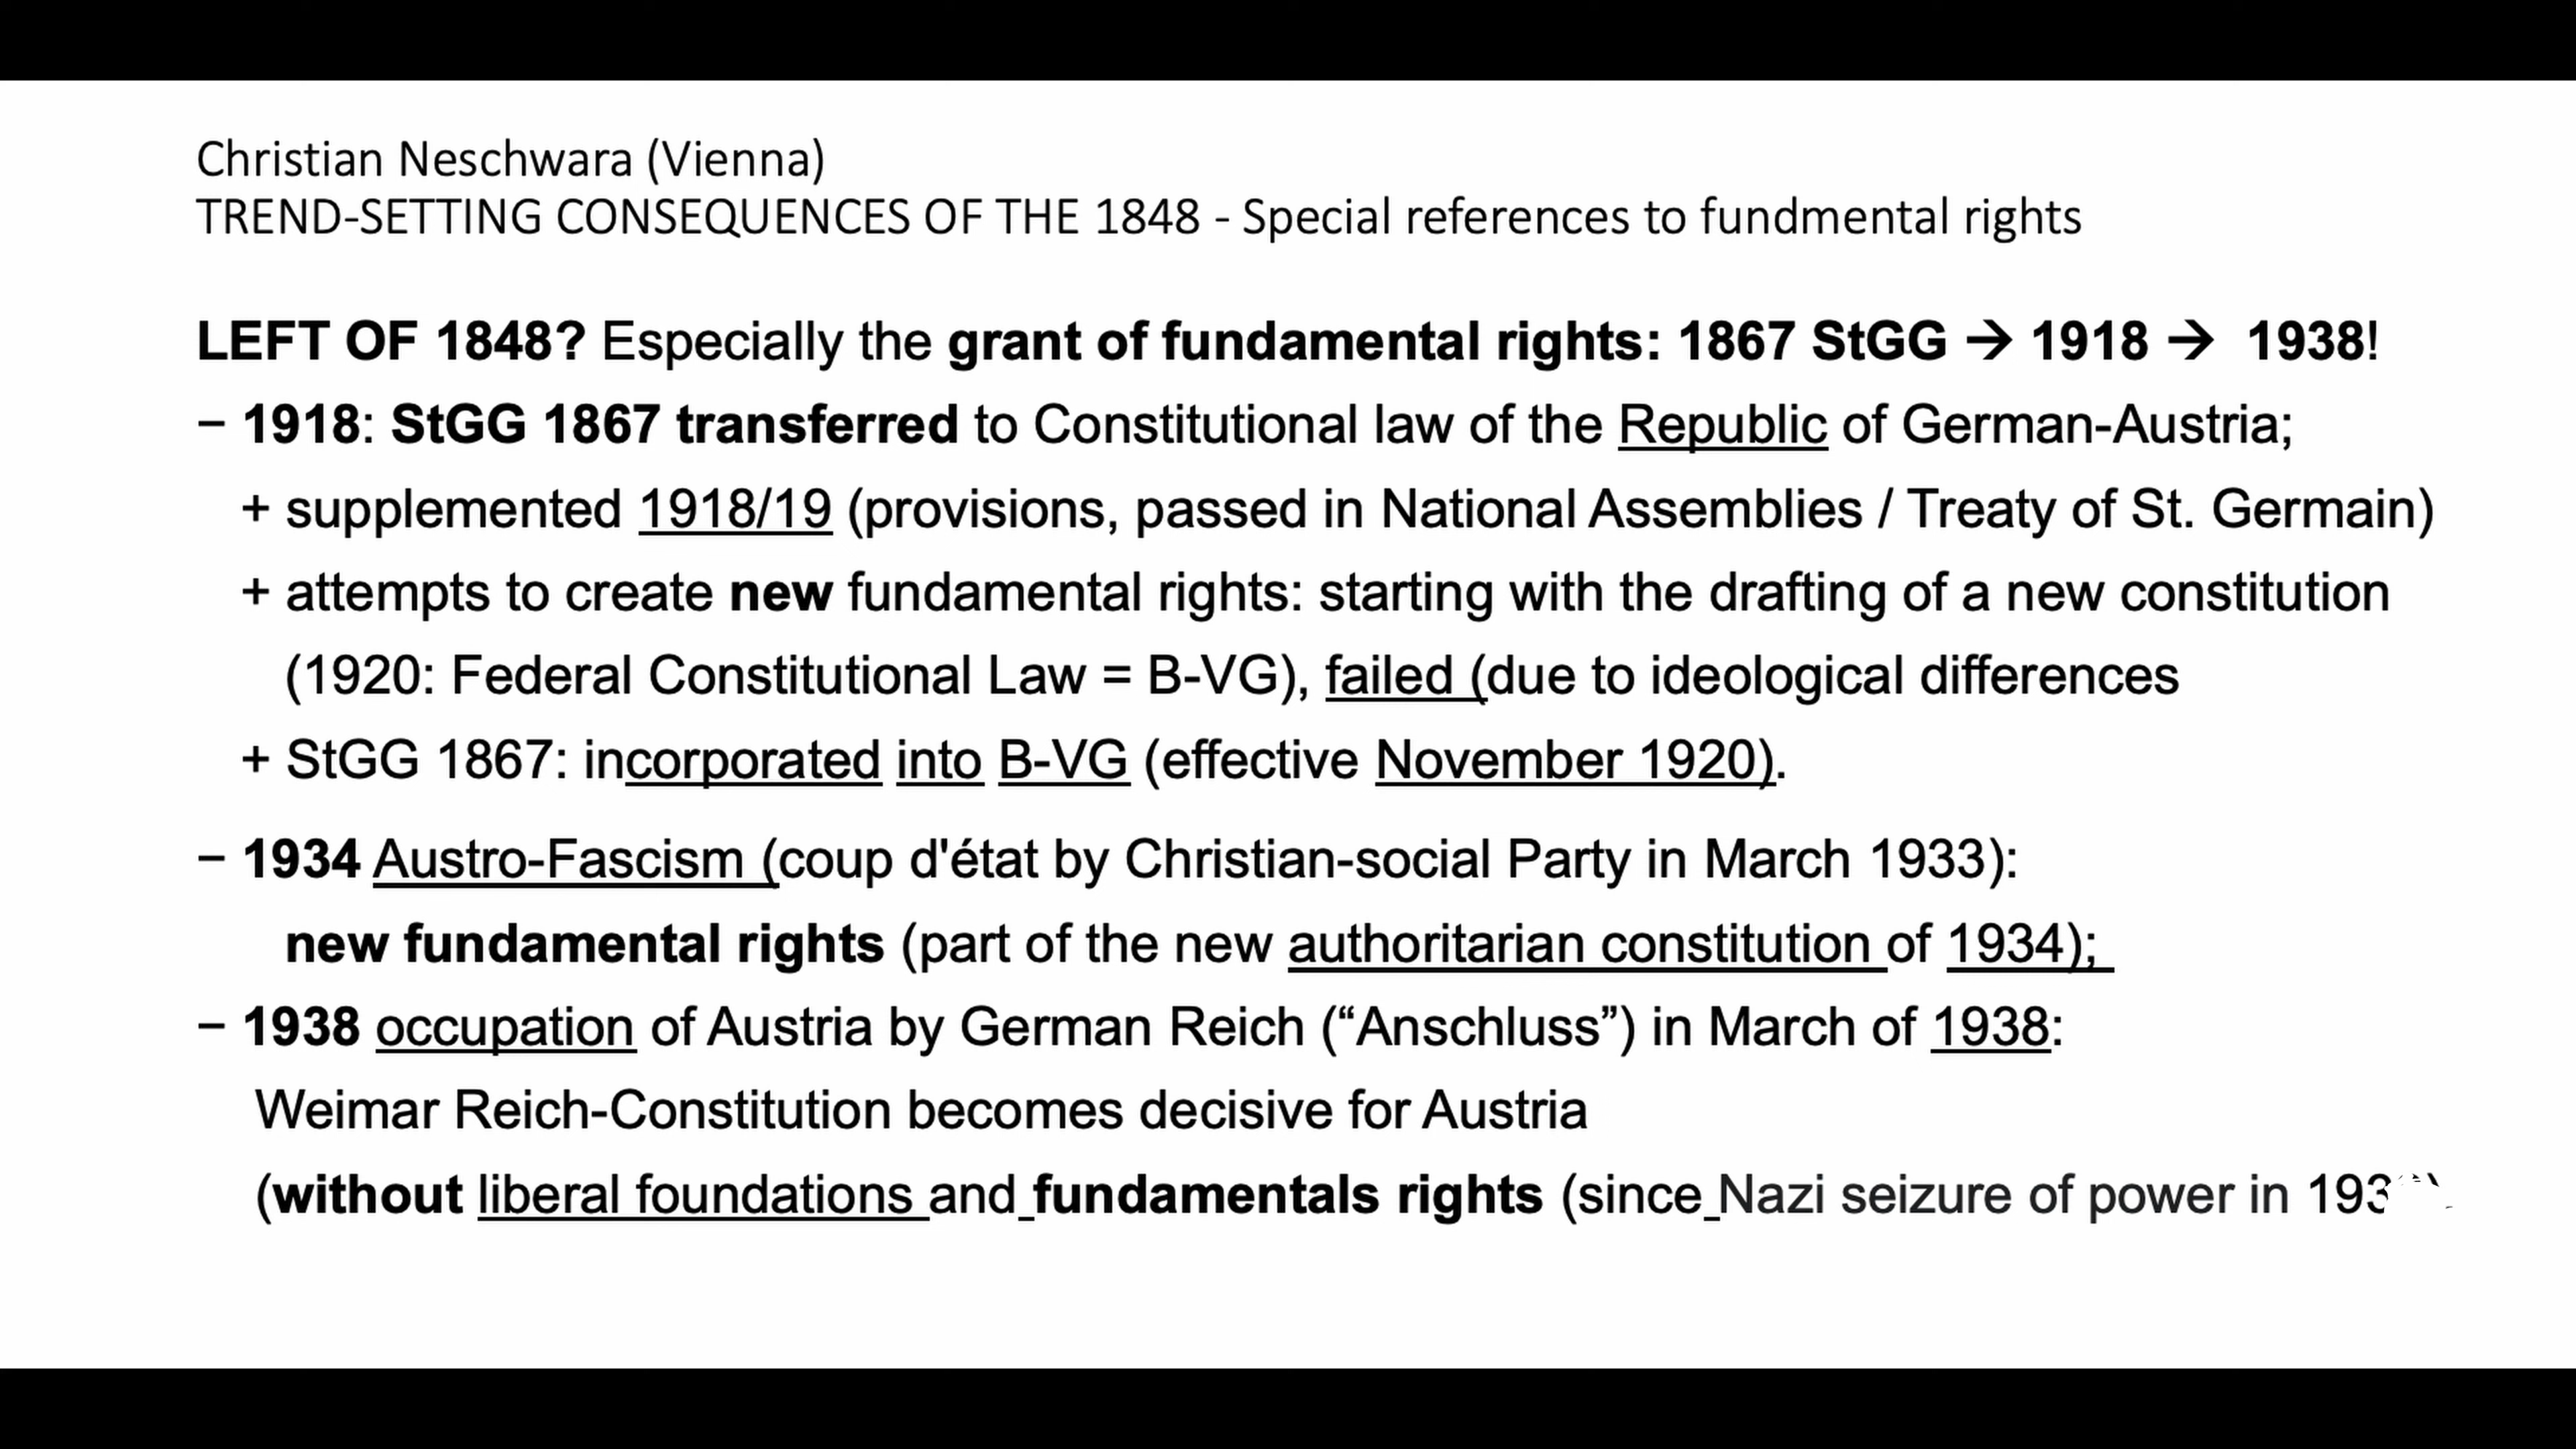 Christian Neschwara (Vienna)
TREND-SETTING CONSEQUENCES OF THE 1848 - Special references to fundmental rights
LEFT OF 1848? Especially the grant of fundamental rights: 1867 StGG → 1918 → 1938!
− 1918: StGG 1867 transferred to Constitutional law of the Republic of German-Austria;
+ supplemented 1918/19 (provisions, passed in National Assemblies / Treaty of St. Germain)
+ attempts to create new fundamental rights: starting with the drafting of a new constitution
(1920: Federal Constitutional Law = B-VG), failed (due to ideological differences
+ StGG 1867: incorporated into B-VG (effective November 1920).
− 1934 Austro-Fascism (coup d'état by Christian-social Party in March 1933):
new fundamental rights (part of the new authoritarian constitution of 1934);
− 1938 occupation of Austria by German Reich (“Anschluss”) in March of 1938:
Weimar Reich-Constitution becomes decisive for Austria
(without liberal foundations and fundamentals rights (since Nazi seizure of power in